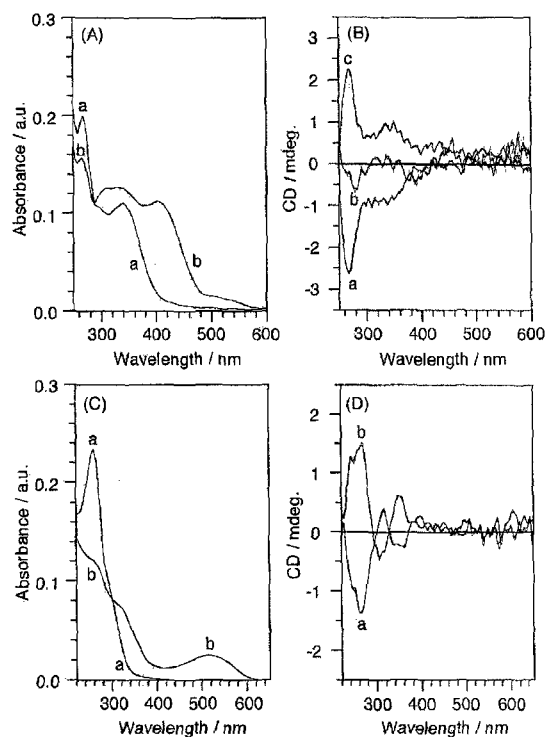 (A)
0.3
0.2
0.1
0.0
Absorbance / a.u.
a
b
a
b
300 400 500 600
Wavelength / nm
(B)
3
2
1
0
-1
-2
-3
CD / mdeg.
c
b
a
300 400 500 600
Wavelength / nm
(C)
0.3
0.2
0.1
0.0
Absorbance / a.u.
a
b
a
b
300 400 500 600
Wavelength / nm
(D)
2
1
0
-1
-2
CD / mdeg.
b
a
300 400 500 600
Wavelength / nm